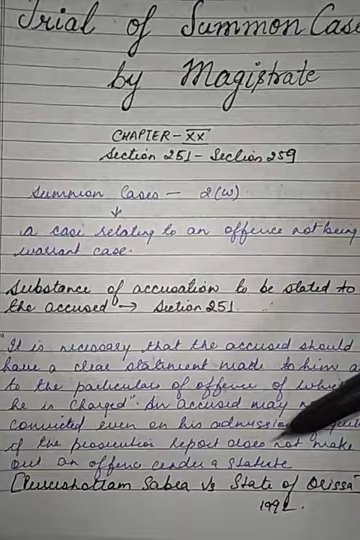 Trial of Summon Case
by Magistrate
CHAPTER - XX
Section 251 - Section 259
Summon Cases - 2(W)
a case relating to an offence not being
warrant case.
Substance of accusation to be stated to
the accused → Section 251.
"It is necessary that the accused should
have a clear statement made to him a
to the particulars of offence of which
he is charged". An accused may
convicted even on his admission
if the prosecution report does not make
out an offence under a statute
[Purushottam Sabra Vs State of Orissa
1992.